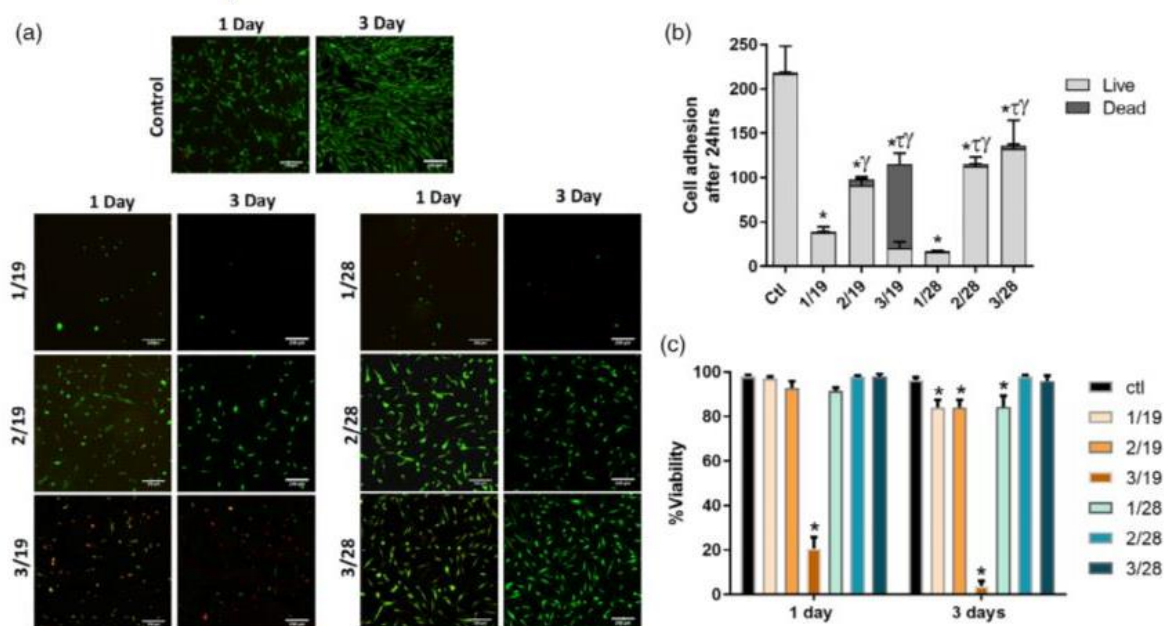 (a)
1 Day
3 Day
Control
1 Day
3 Day
1/19
2/19
3/19
1 Day
3 Day
1/28
2/28
3/28
(b)
250
200
150
100
50
0
Cell adhesion
after 24hrs
Live
Dead
*
*γ
*τγ
*
*τγ
*τγ
Ctl
1/19
2/19
3/19
1/28
2/28
3/28
(c)
100
80
60
40
20
0
%Viability
*
*
*
*
*
1 day
3 days
ctl
1/19
2/19
3/19
1/28
2/28
3/28